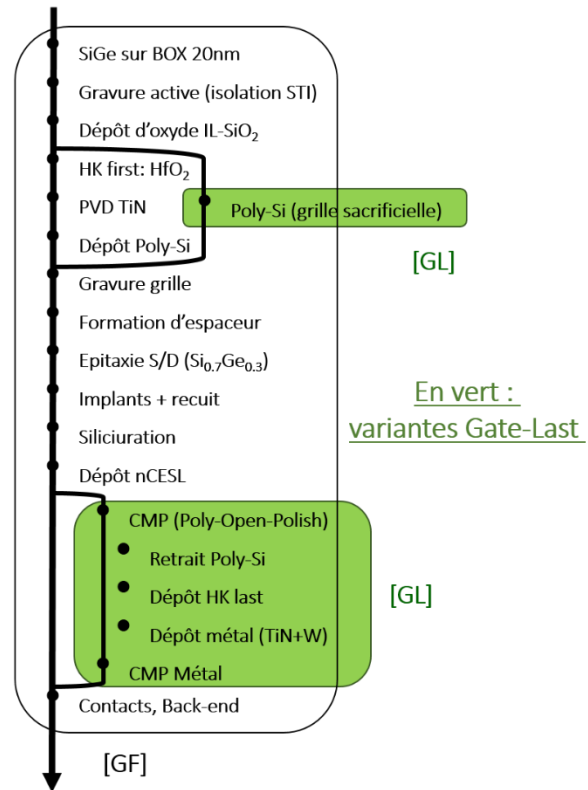 SiGe sur BOX 20nm
Gravure active (isolation STI)
Dépôt d'oxyde IL-SiO₂
HK first: HfO₂
PVD TiN
Poly-Si (grille sacrificielle)
Dépôt Poly-Si
[GL]
Gravure grille
Formation d'espaceur
Epitaxie S/D (Si₀.₇Ge₀.₃)
Implants + recuit
En vert :
variantes Gate-Last
Siliciuration
Dépôt nCESL
CMP (Poly-Open-Polish)
Retrait Poly-Si
Dépôt HK last
[GL]
Dépôt métal (TiN+W)
CMP Métal
Contacts, Back-end
[GF]